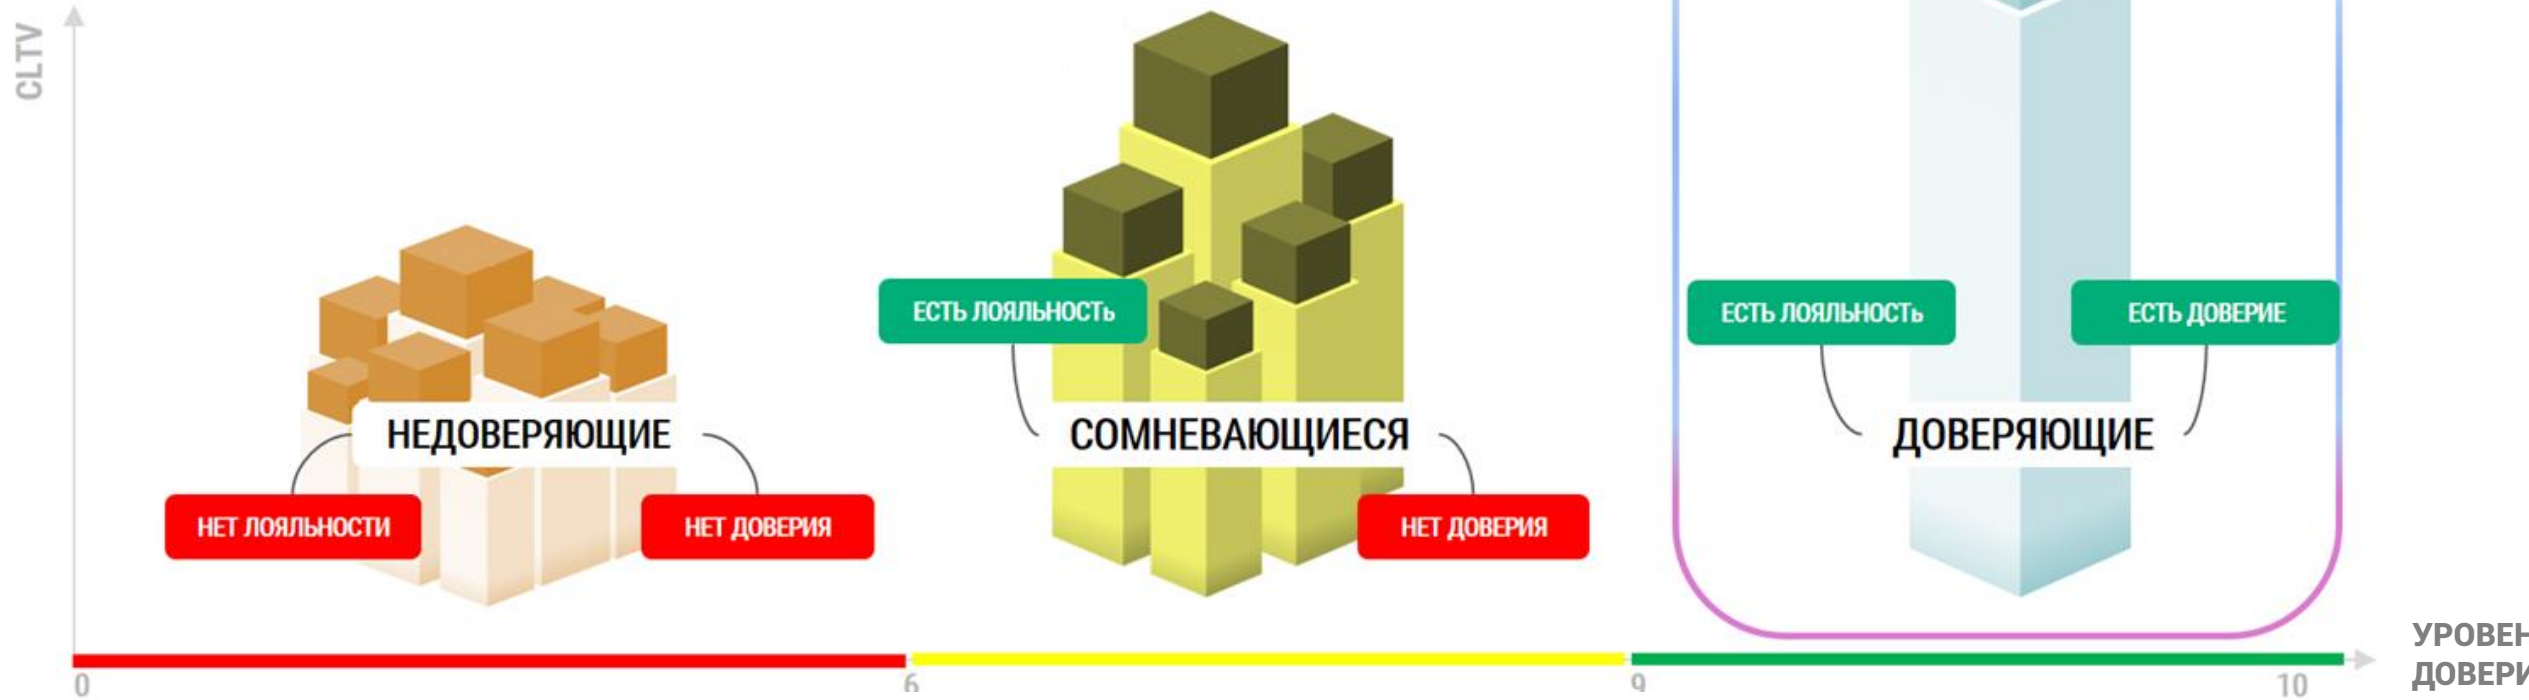 CLTV
ЕСТЬ ЛОЯЛЬНОСТь
ЕСТЬ ЛОЯЛЬНОСТь
ЕСТЬ ДОВЕРИЕ
НЕДОВЕРЯЮЩИЕ
СОМНЕВАЮЩИЕСЯ
ДОВЕРЯЮЩИЕ
НЕТ ЛОЯЛЬНОСТИ
НЕТ ДОВЕРИЯ
НЕТ ДОВЕРИЯ
0
6
9
10